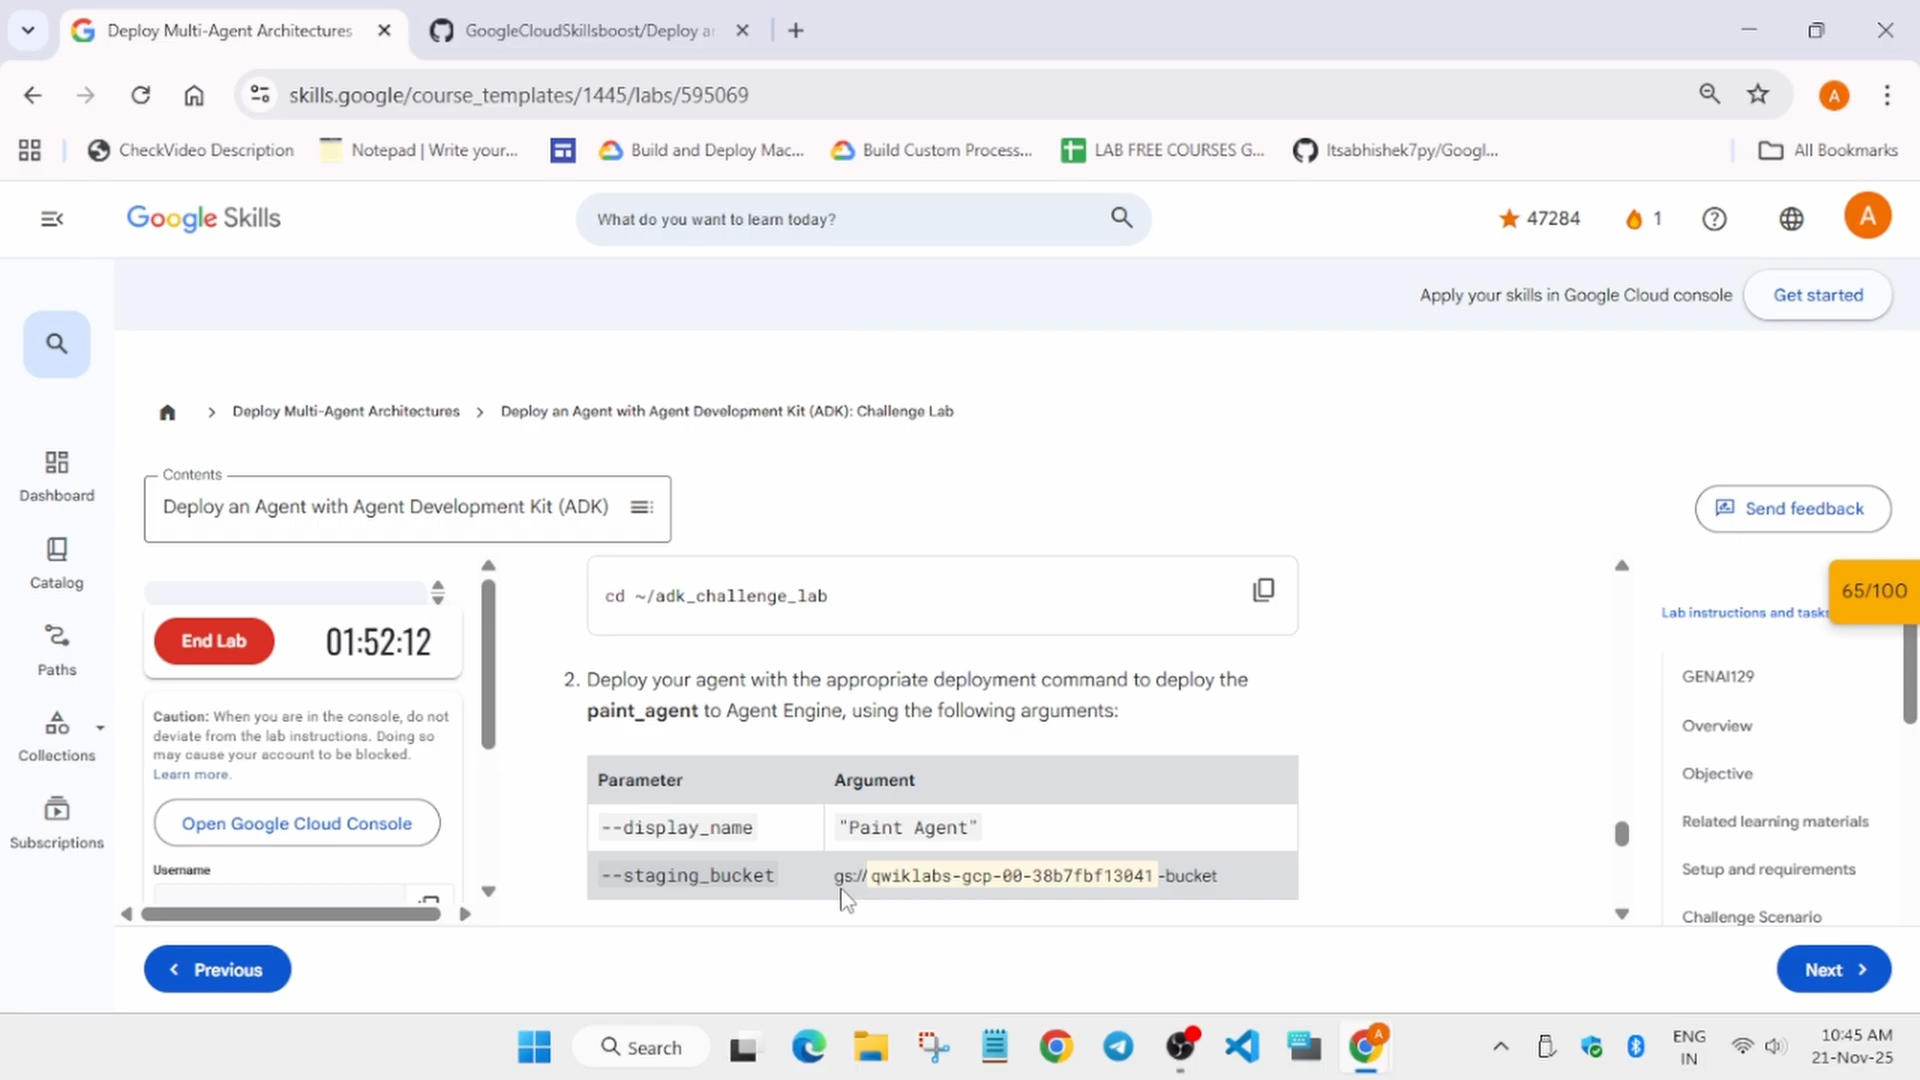 Deploy Multi-Agent Architectures
GoogleCloudSkillsboost/Deploy a
skills.google/course_templates/1445/labs/595069
A
CheckVideo Description
Notepad | Write your...
Build and Deploy Mac...
Build Custom Process...
LAB FREE COURSES G...
Itsabhishek7py/Googl...
All Bookmarks
Google Skills
What do you want to learn today?
47284
1
A
Apply your skills in Google Cloud console
Get started
Deploy Multi-Agent Architectures
Deploy an Agent with Agent Development Kit (ADK): Challenge Lab
Contents
Deploy an Agent with Agent Development Kit (ADK)
Send feedback
Dashboard
Catalog
Paths
Collections
Subscriptions
End Lab
01:52:12
Caution: When you are in the console, do not
deviate from the lab instructions. Doing so
may cause your account to be blocked.
Learn more.
Open Google Cloud Console
Username
cd ~/adk_challenge_lab
2. Deploy your agent with the appropriate deployment command to deploy the
paint_agent to Agent Engine, using the following arguments:
Parameter Argument
--display_name "Paint Agent"
--staging_bucket gs://qwiklabs-gcp-00-38b7fbf13041-bucket
65/100
Lab instructions and tasks
GENAI129
Overview
Objective
Related learning materials
Setup and requirements
Challenge Scenario
Previous
Next
Search
A
ENG
IN
10:45 AM
21-Nov-25